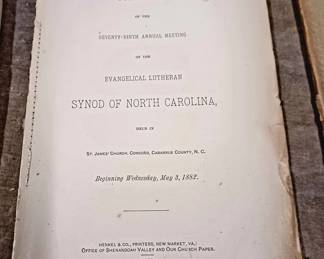 OF THE
SEVENTY-NINTH ANNUAL MEETING
OF THE
EVANGELICAL LUTHERAN
SYNOD OF NORTH CAROLINA,
HELD IN
ST. JAMES' CHURCH, CONCORD, CABARRUS COUNTY, N. C.
Beginning Wednesday, May 3, 1882.
HENKEL & CO., PRINTERS, NEW MARKET, VA.;
OFFICE OF SHENANDOAH VALLEY AND OUR CHURCH PAPER.